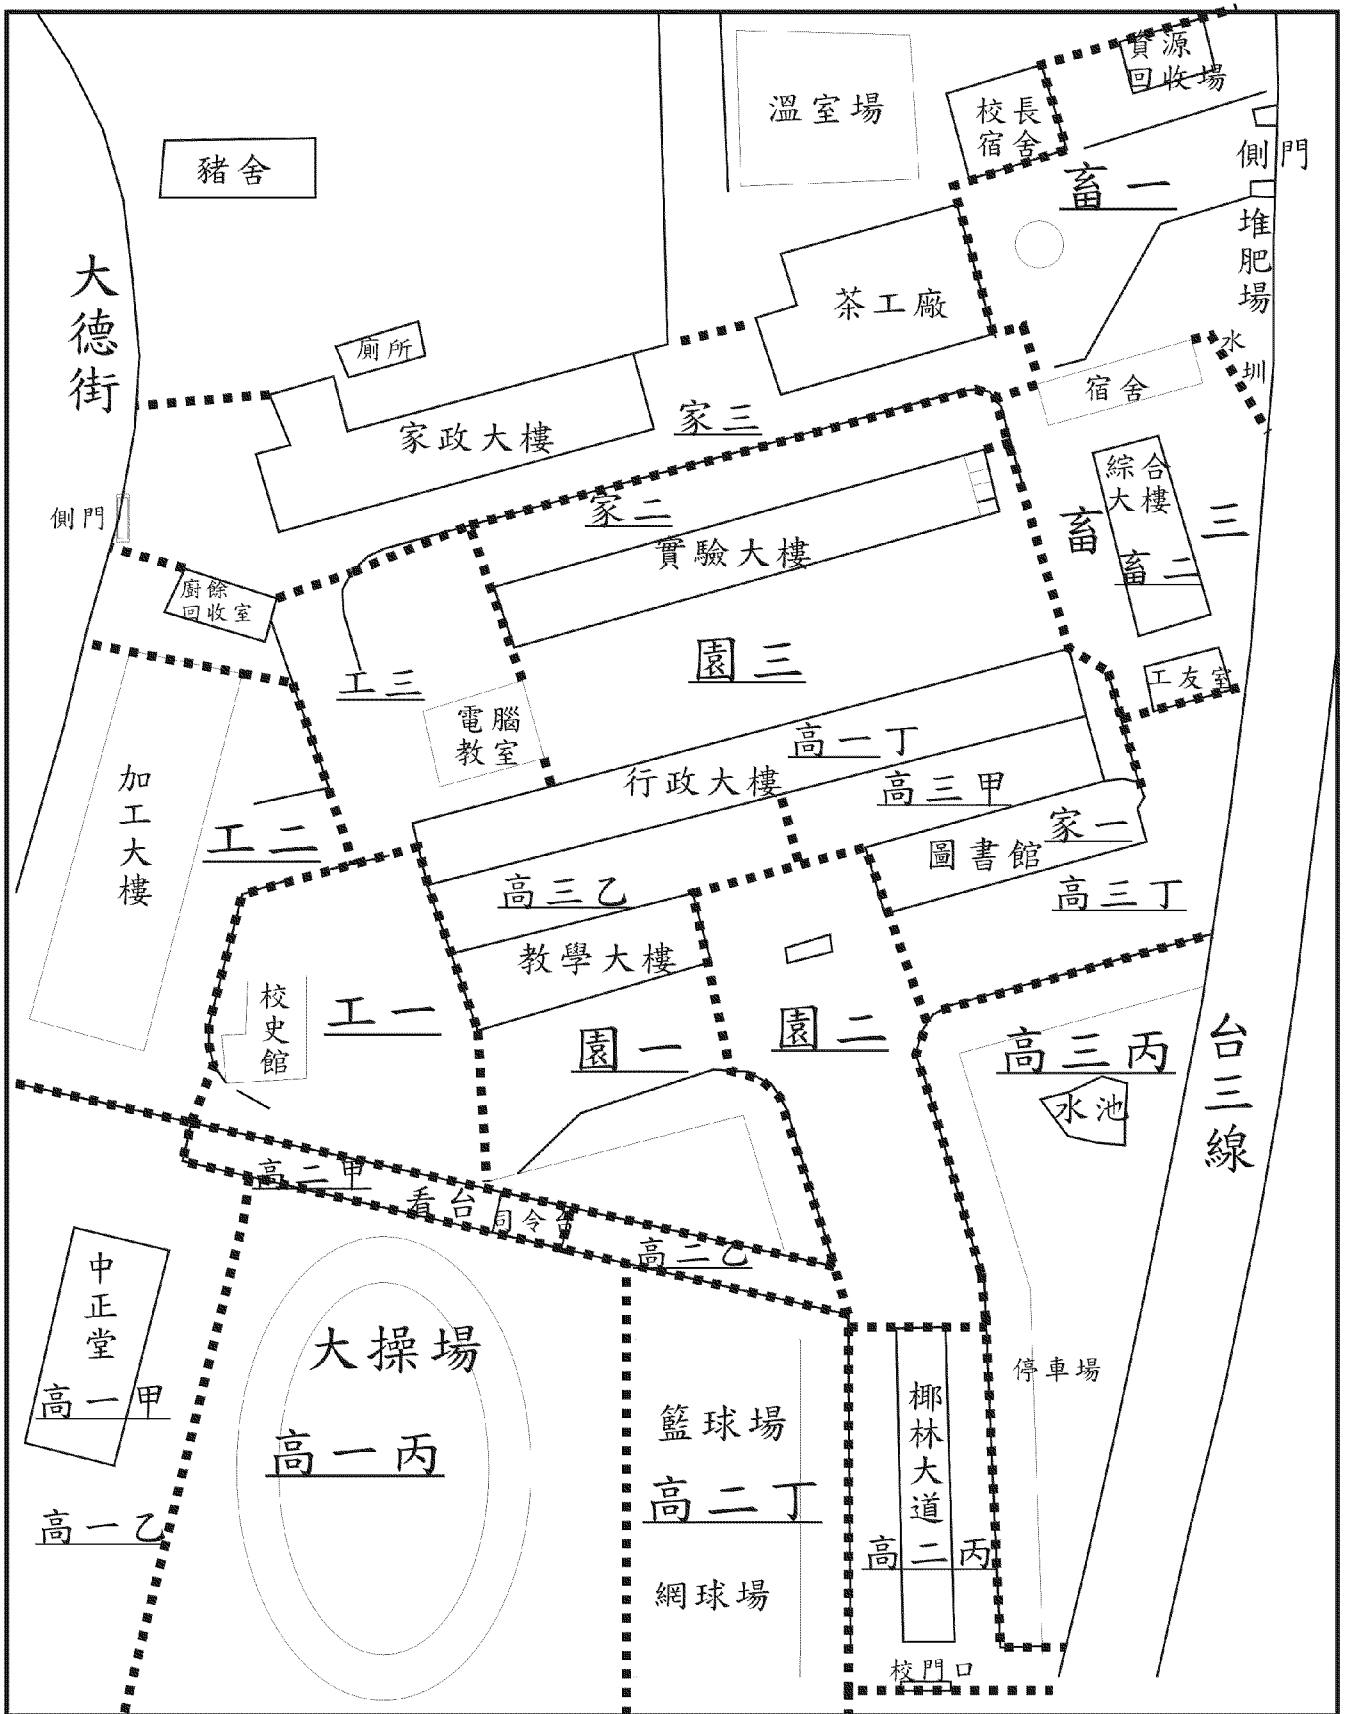 資源
回收場
溫室場
校長
宿舍
側門
豬舍
畜一
堆肥場
大德街
茶工廠
水圳
廁所
宿舍
家三
家政大樓
綜合
大樓
側門
家二
畜三
實驗大樓
畜二
廚餘
回收室
園三
工友室
工三
電腦
教室
高一丁
行政大樓
高三甲
加工大樓
工二
家一
圖書館
高三乙
高三丁
教學大樓
校史館
工一
園一
園二
高三丙
台三線
水池
高二甲
看台
司令台
高二乙
中正堂
大操場
停車場
高一甲
籃球場
椰林大道
高一丙
高二丁
高一乙
高二丙
網球場
校門口